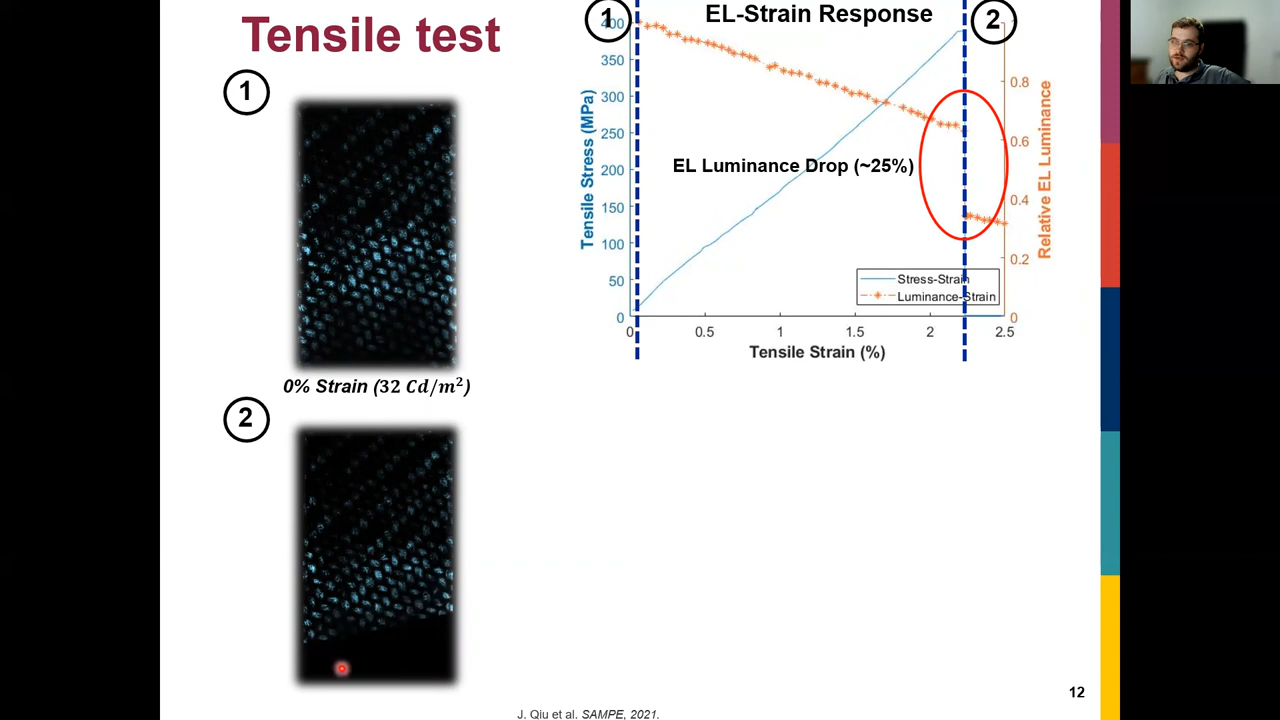 Tensile test
1
0% Strain (32 Cd/m²)
2
1
EL-Strain Response
2
Tensile Stress (MPa)
400
350
300
250
200
150
100
50
0
EL Luminance Drop (~25%)
Stress-Strain
Luminance-Strain
0.8
0.6
0.4
0.2
0
Relative EL Luminance
0
0.5
1
1.5
2
2.5
Tensile Strain (%)
12
J. Qiu et al. SAMPE, 2021.